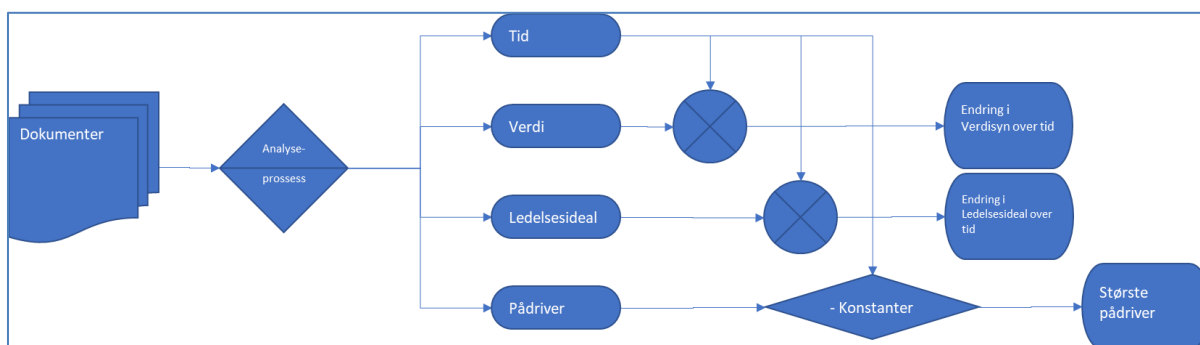 Tid
Dokumenter
Analyse-
prossess
Verdi
Endring i
Verdisyn over tid
Ledelsesideal
Endring i
Ledelsesideal over
tid
Pådriver
- Konstanter
Største
pådriver